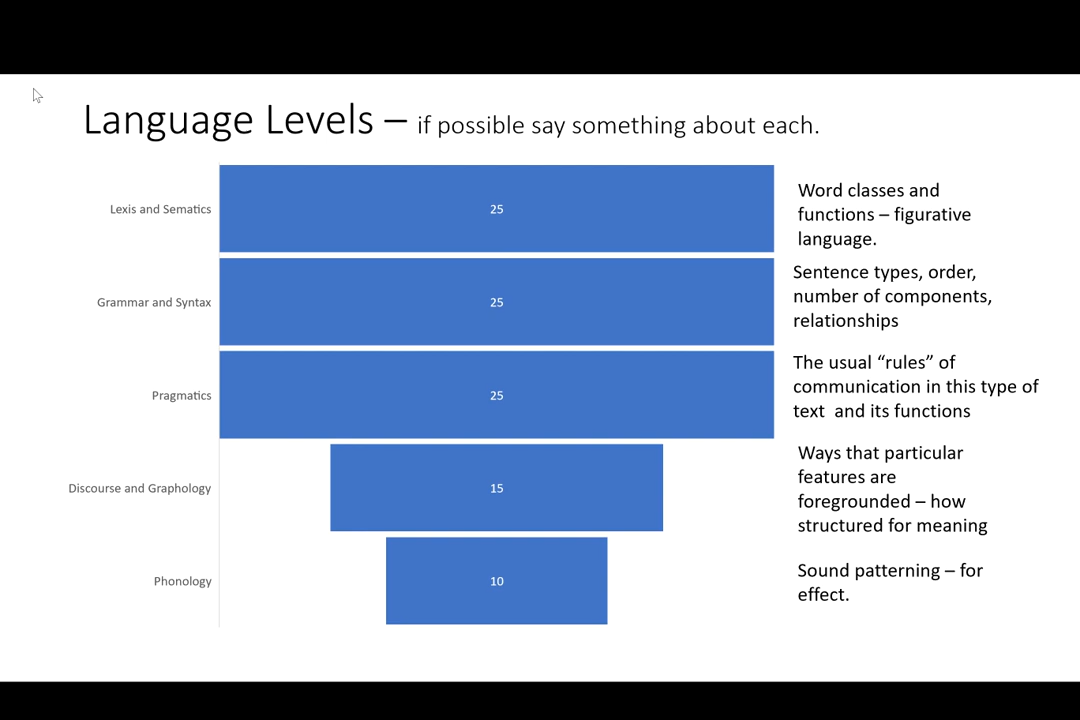 Language Levels – if possible say something about each.
Lexis and Sematics
25
Word classes and
functions – figurative
language.
Grammar and Syntax
25
Sentence types, order,
number of components,
relationships
Pragmatics
25
The usual “rules” of
communication in this type of
text and its functions
Discourse and Graphology
15
Ways that particular
features are
foregrounded – how
structured for meaning
Phonology
10
Sound patterning – for
effect.